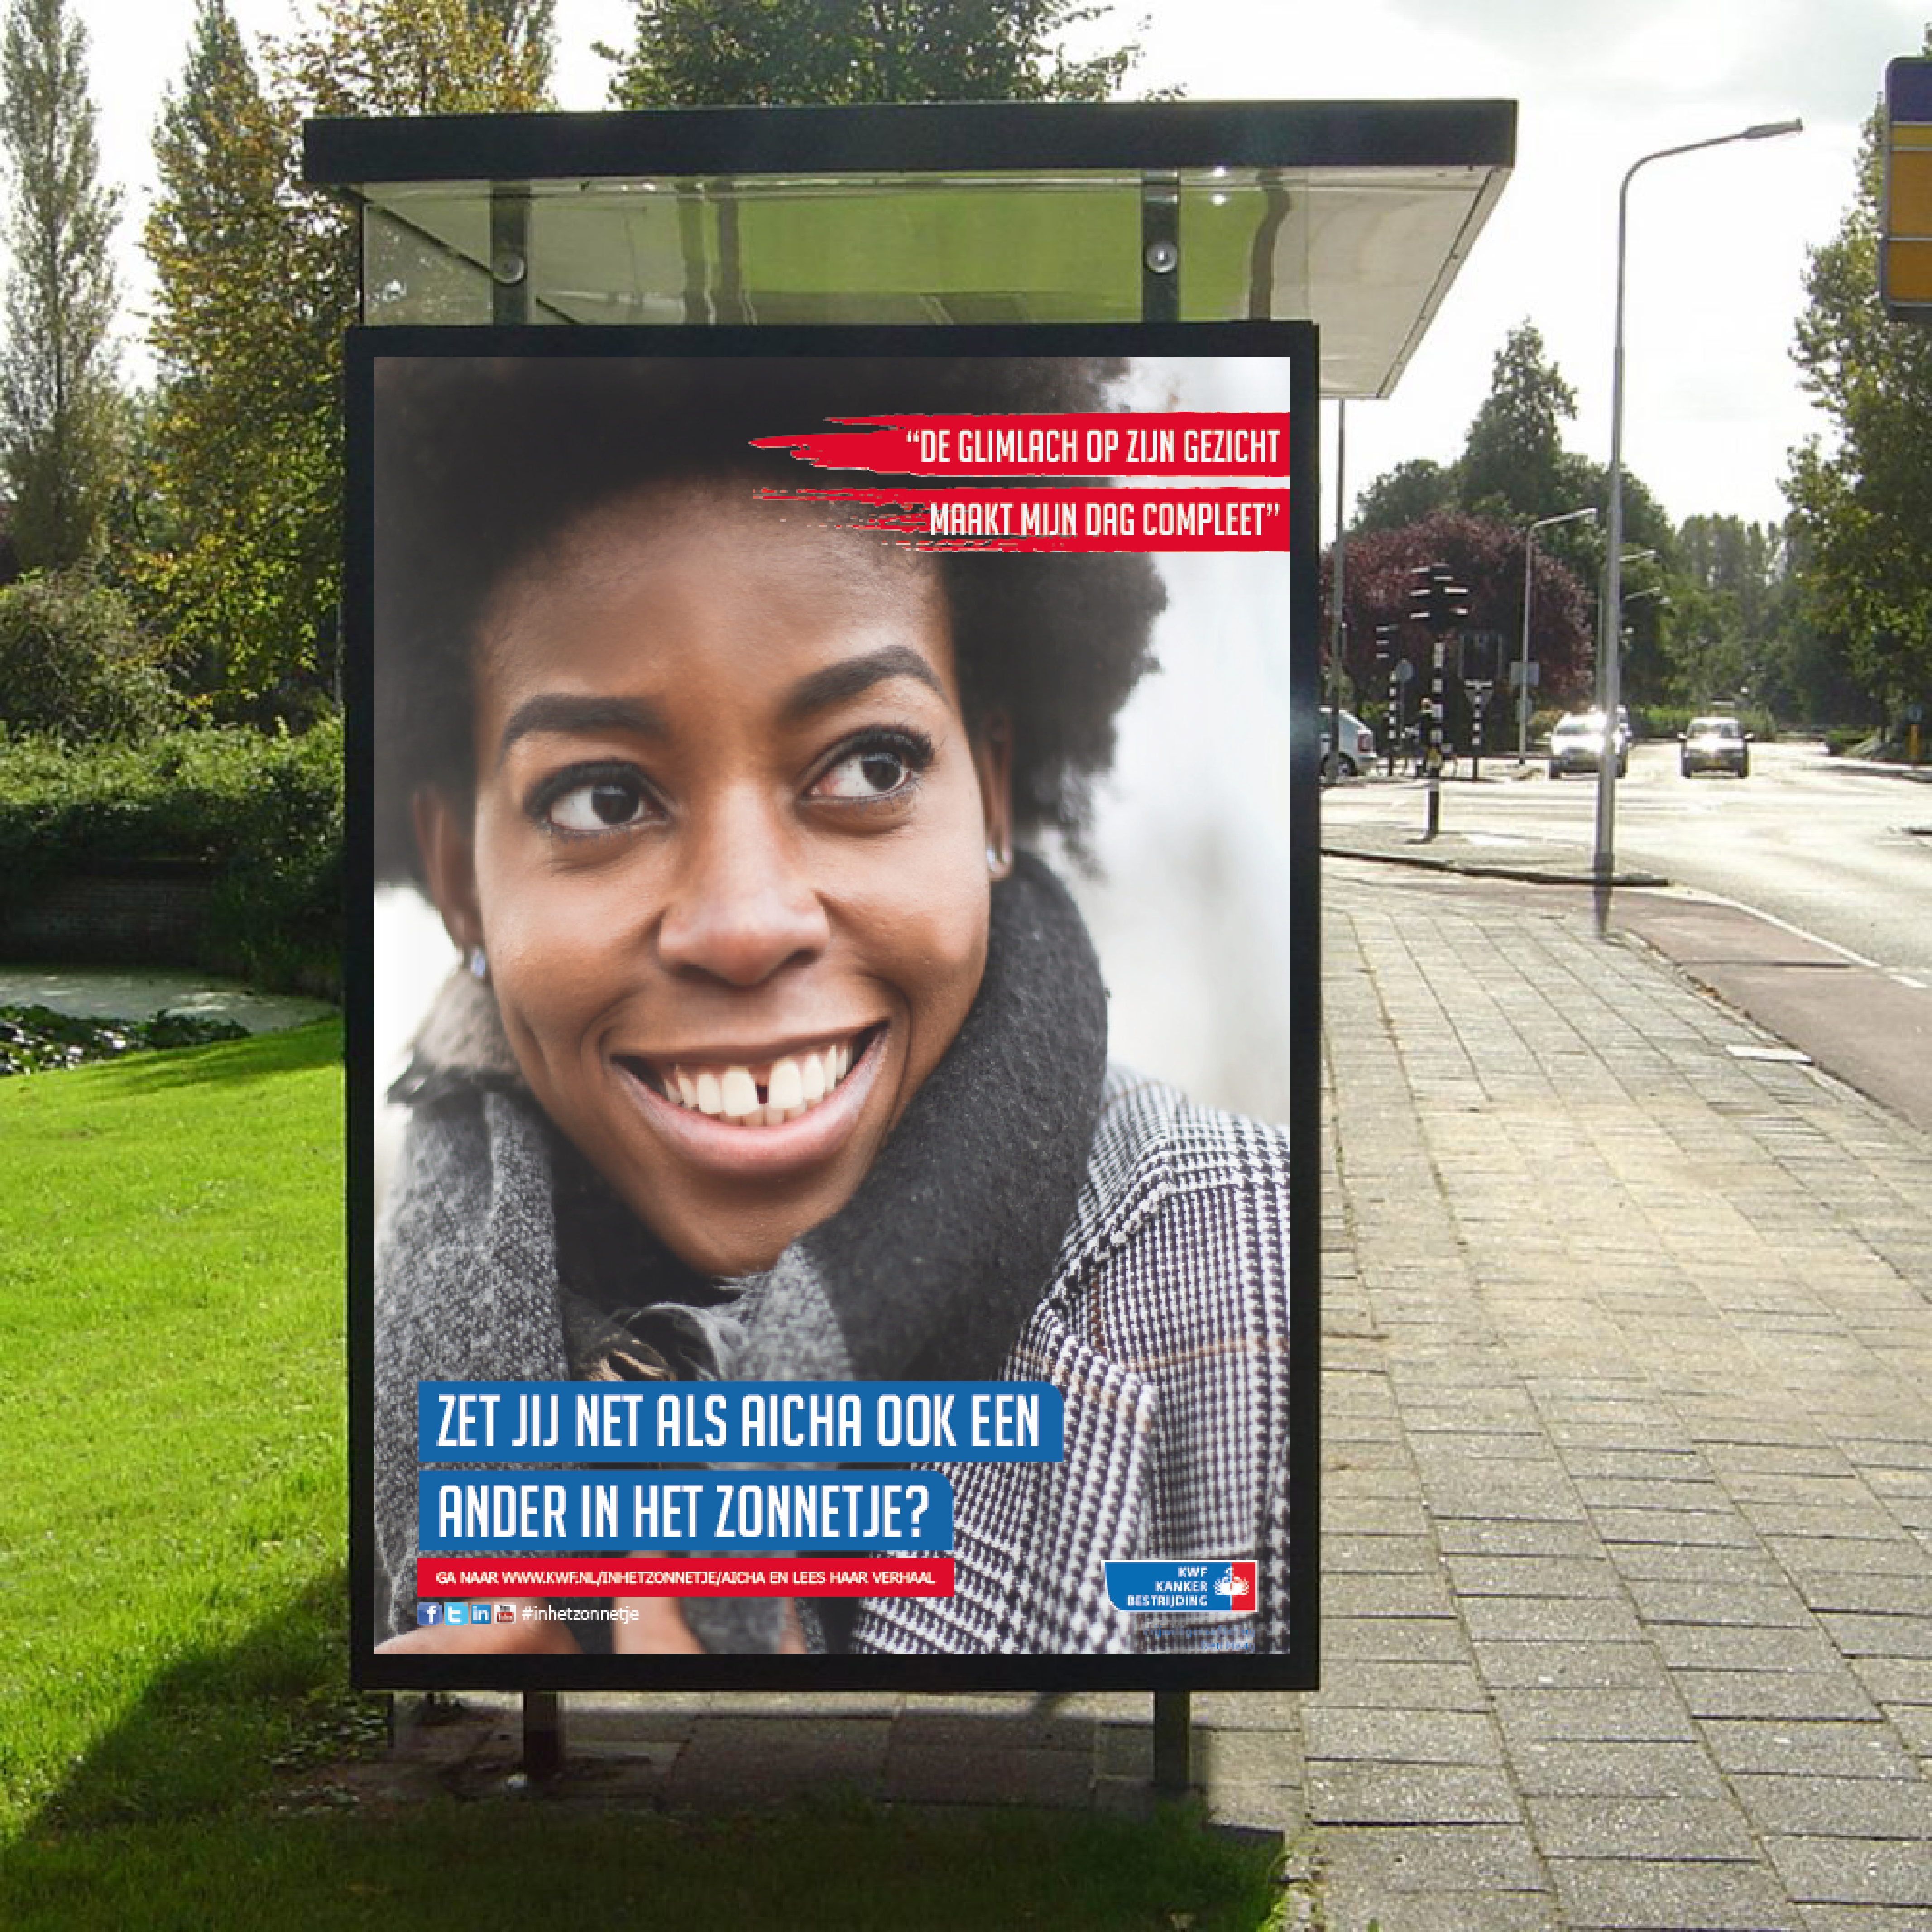 “DE GLIMLACH OP ZIJN GEZICHT
MAAKT MIJN DAG COMPLEET”
ZET JIJ NET ALS AICHA OOK EEN
ANDER IN HET ZONNETJE?
GA NAAR WWW.KWF.NL/INHETZONNETJE/AICHA EN LEES HAAR VERHAAL
#inhetzonnetje
KWF
KANKER
BESTRIJDING